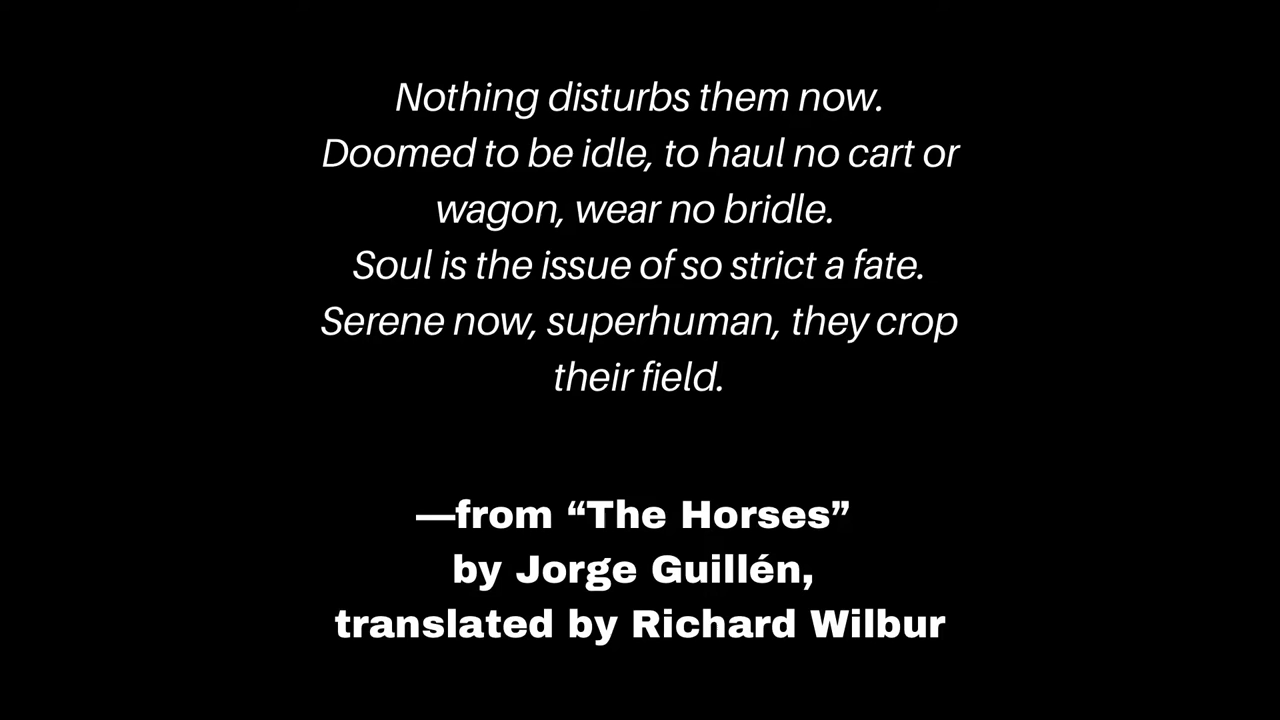 Nothing disturbs them now.
Doomed to be idle, to haul no cart or
wagon, wear no bridle.
Soul is the issue of so strict a fate.
Serene now, superhuman, they crop
their field.
—from “The Horses”
by Jorge Guillén,
translated by Richard Wilbur